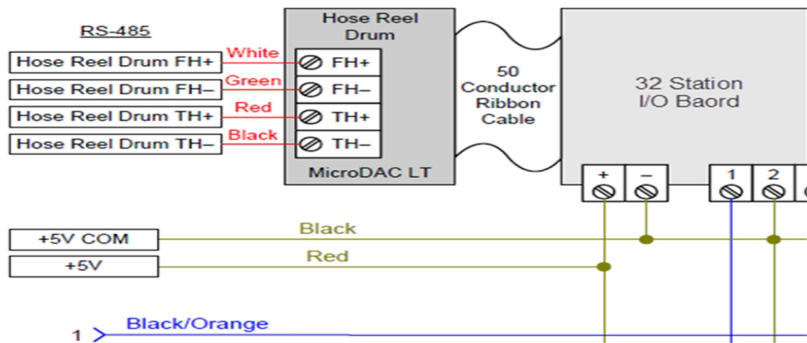 RS-485
Hose Reel Drum FH+
White
Hose Reel Drum FH–
Green
Hose Reel Drum TH+
Red
Hose Reel Drum TH–
Black
Hose Reel
Drum
FH+
FH–
TH+
TH–
MicroDAC LT
50
Conductor
Ribbon
Cable
32 Station
I/O Baord
+ – 1 2
+5V COM
Black
+5V
Red
1
Black/Orange